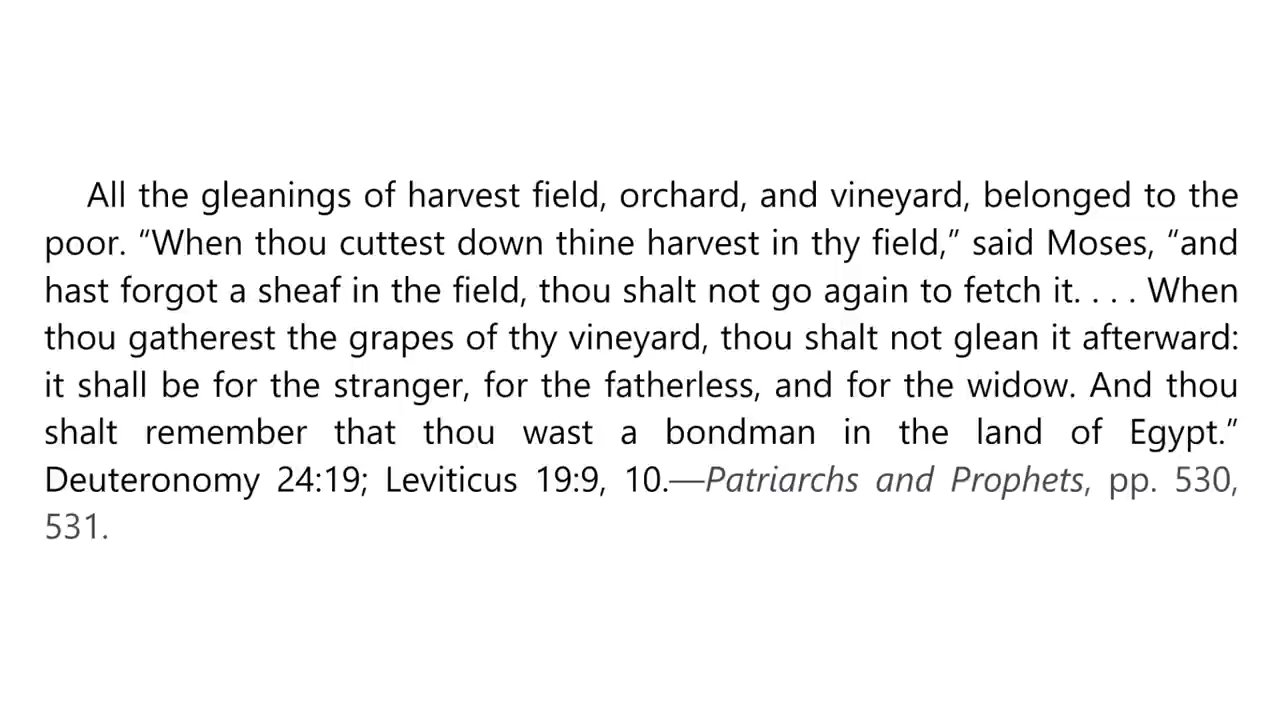 All the gleanings of harvest field, orchard, and vineyard, belonged to the
poor. “When thou cuttest down thine harvest in thy field,” said Moses, “and
hast forgot a sheaf in the field, thou shalt not go again to fetch it. . . . When
thou gatherest the grapes of thy vineyard, thou shalt not glean it afterward:
it shall be for the stranger, for the fatherless, and for the widow. And thou
shalt remember that thou wast a bondman in the land of Egypt.”
Deuteronomy 24:19; Leviticus 19:9, 10.—Patriarchs and Prophets, pp. 530,
531.